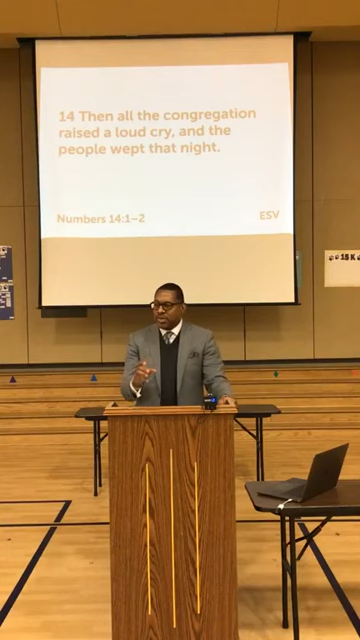 14 Then all the congregation
raised a loud cry, and the
people wept that night.
Numbers 14:1–2
ESV
15 K